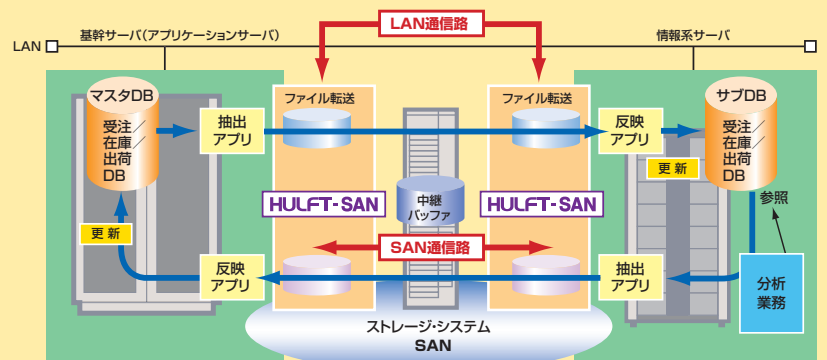 LAN通信路
基幹サーバ(アプリケーションサーバ)
情報系サーバ
LAN
マスタDB
受注／
在庫／
出荷
DB
抽出
アプリ
ファイル転送
ファイル転送
反映
アプリ
サブDB
受注／
在庫／
出荷
DB
更新
参照
HULFT-SAN
中継
バッファ
HULFT-SAN
更新
SAN通信路
反映
アプリ
抽出
アプリ
分析
業務
ストレージ・システム
SAN